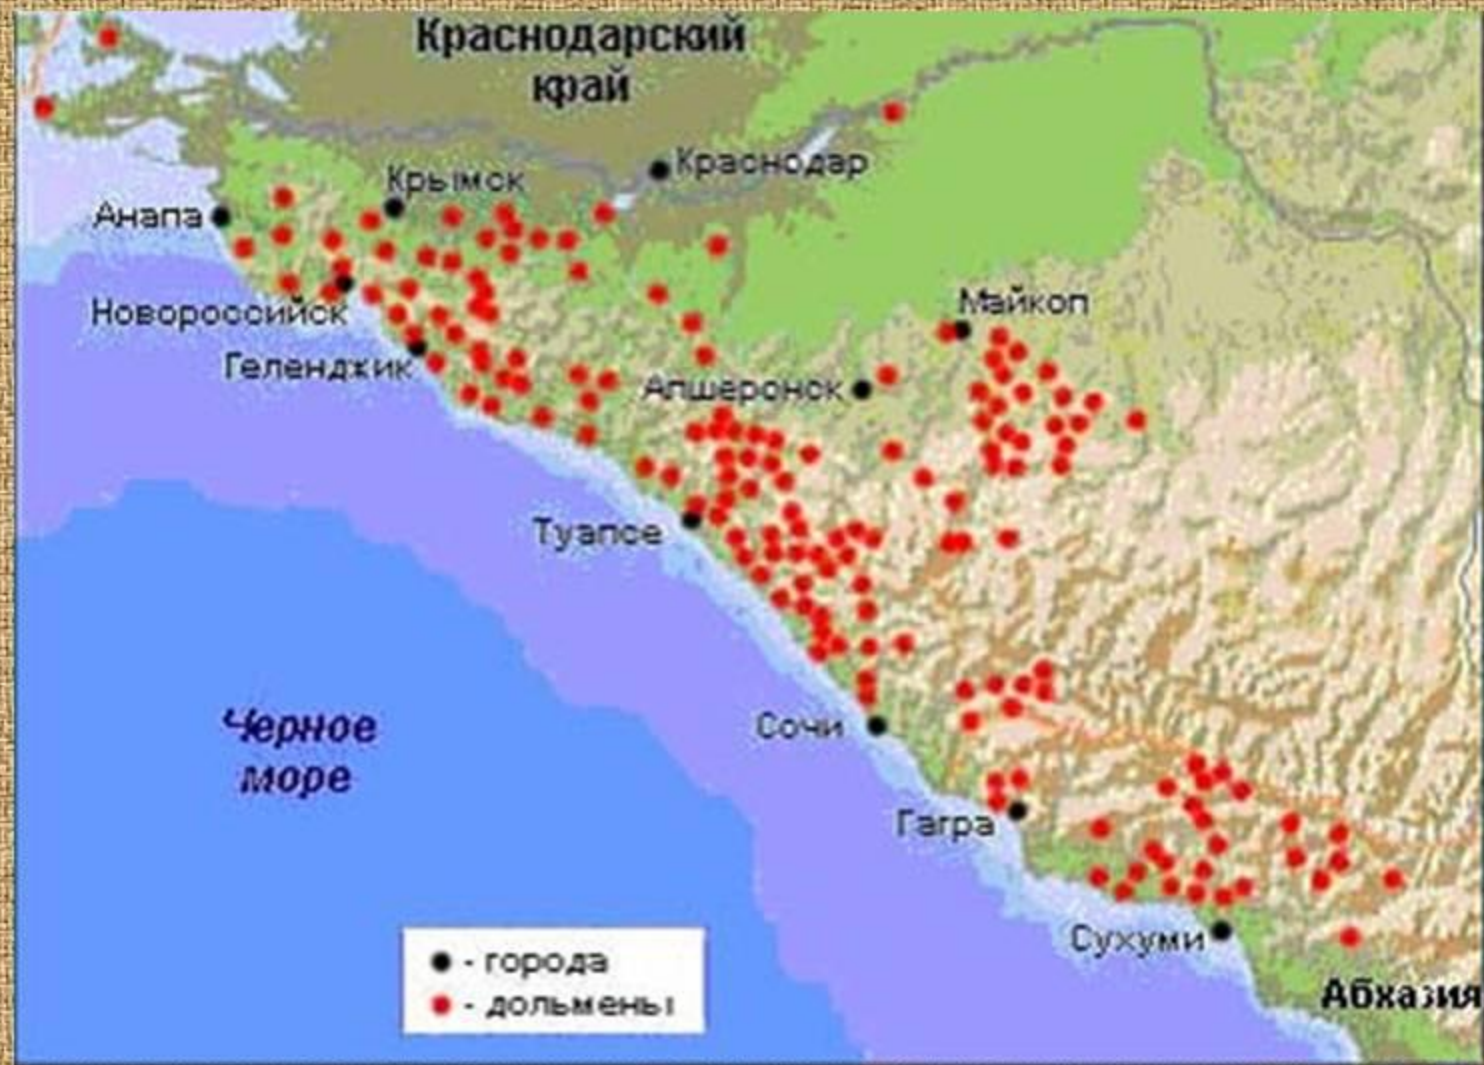 Краснодарский
край
Краснодар
Крымск
Анапа
Майкоп
Новороссийск
Геленджик
Апшеронск
Туапсе
Черное
море
Сочи
Гагра
Сухуми
- города
- дольмены
Абхазия